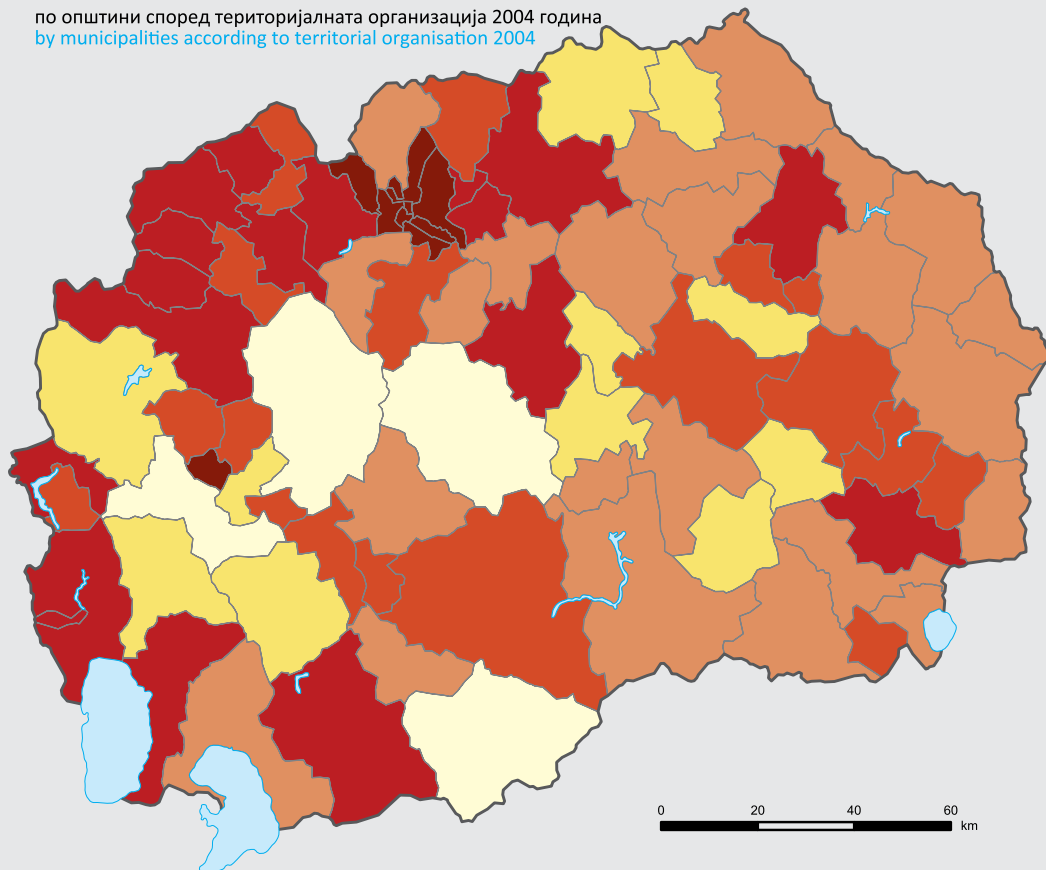 по општини според територијалната организација 2004 година
by municipalities according to territorial organisation 2004
0 20 40 60
km